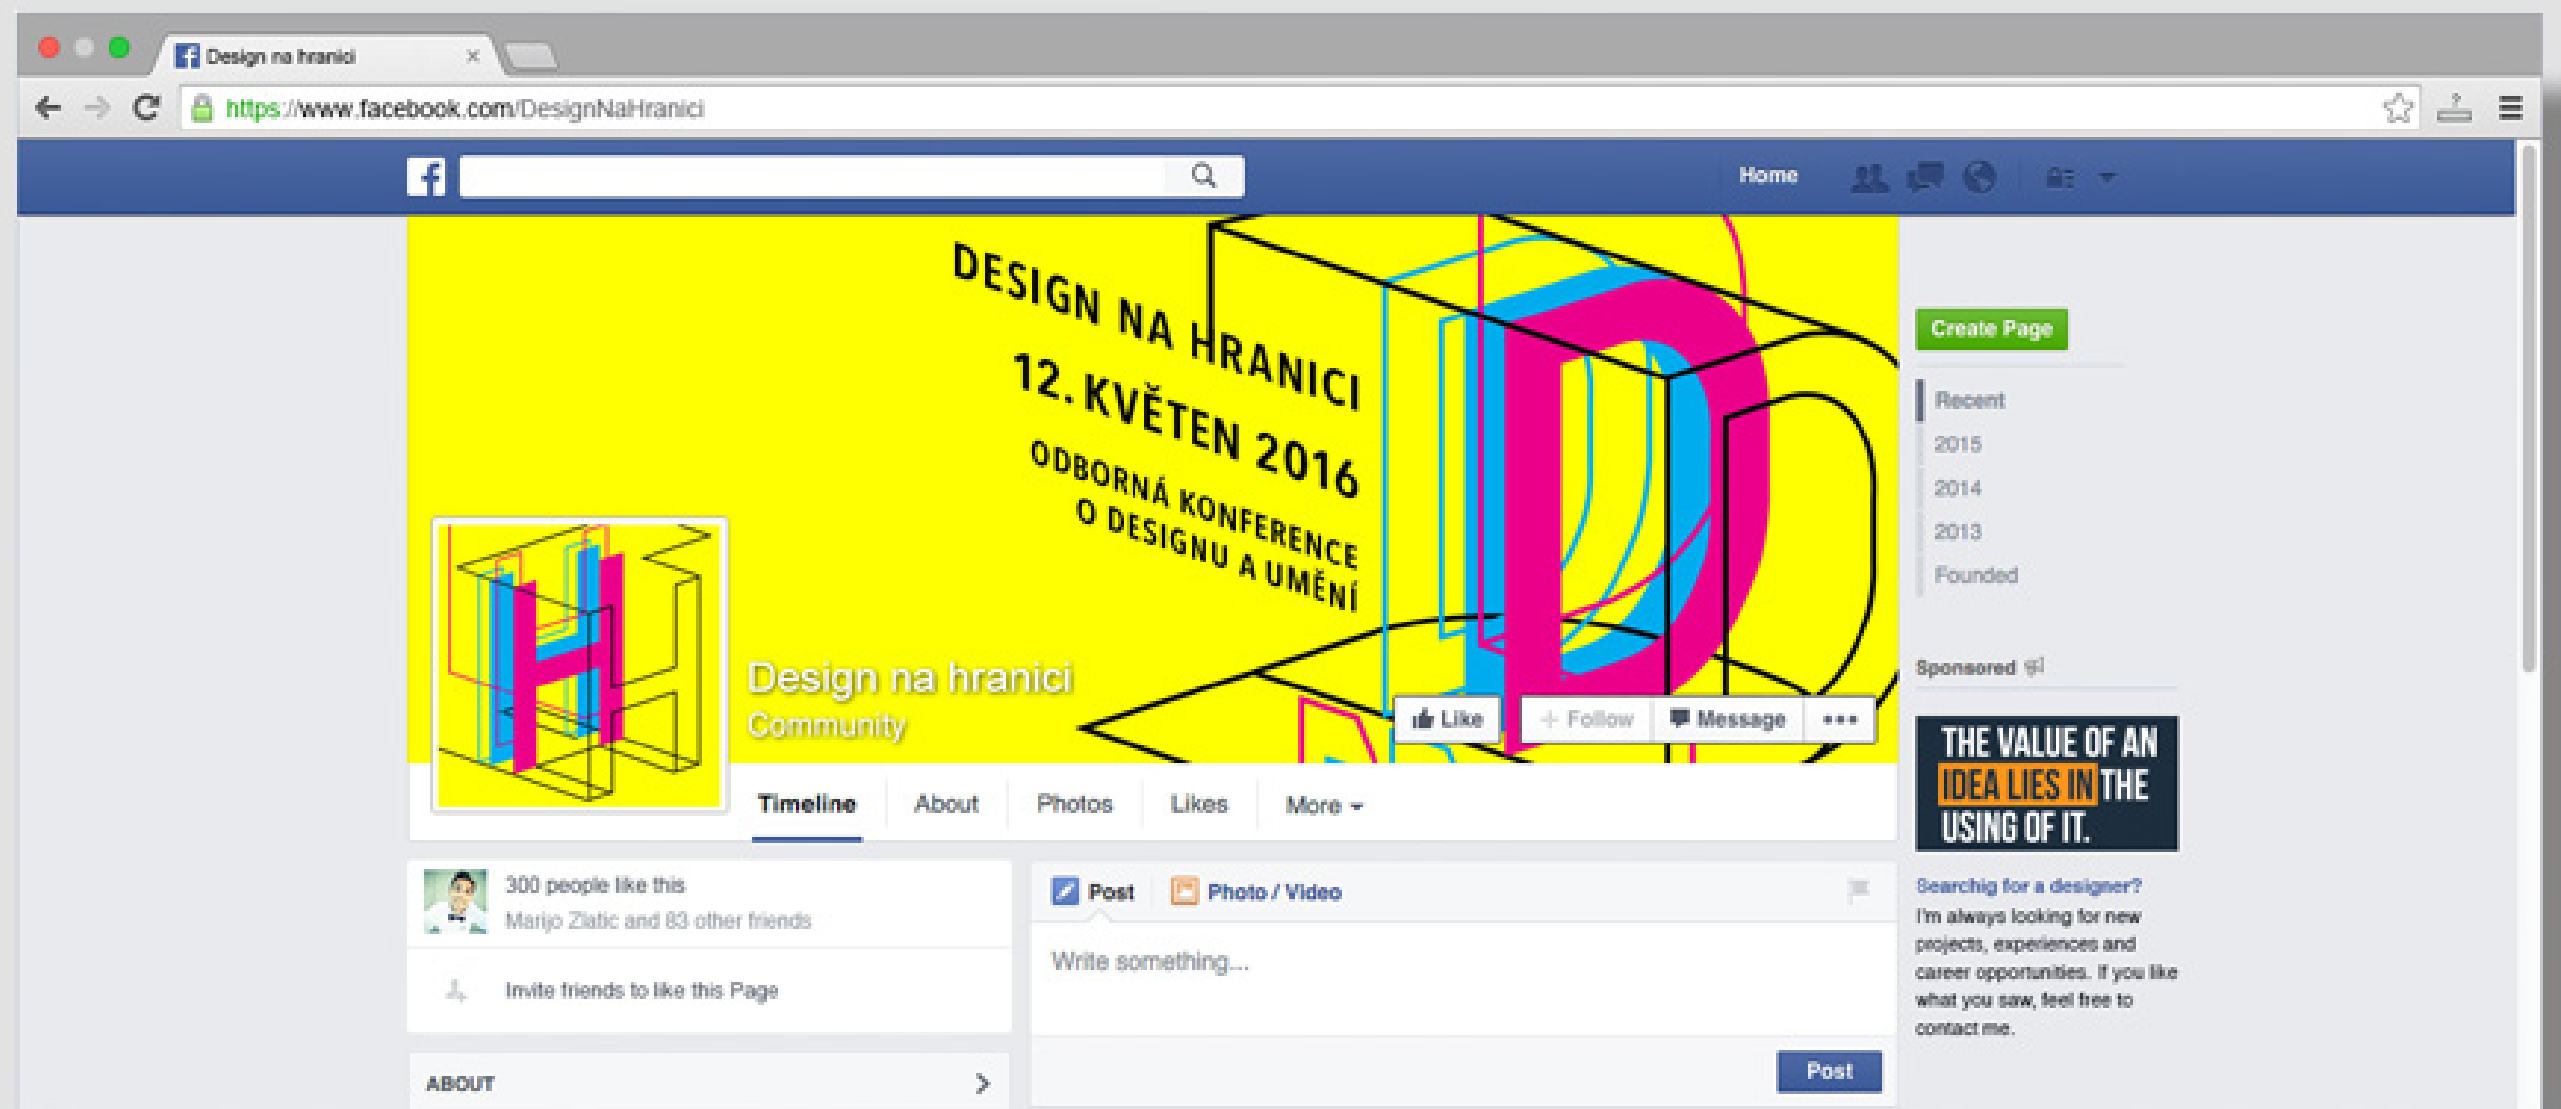 Design na hranici
https://www.facebook.com/DesignNaHranici
Home
DESIGN NA HRANICI
12. KVĚTEN 2016
ODBORNÁ KONFERENCE
O DESIGNU A UMĚNÍ
Design na hranici
Community
Like
+ Follow
Message
Timeline
About
Photos
Likes
More
300 people like this
Marijo Zlatic and 83 other friends
Invite friends to like this Page
ABOUT
Post
Photo / Video
Write something...
Post
Create Page
Recent
2015
2014
2013
Founded
Sponsored
THE VALUE OF AN
IDEA LIES IN THE
USING OF IT.
Searchig for a designer?
I'm always looking for new
projects, experiences and
career opportunities. If you like
what you saw, feel free to
contact me.